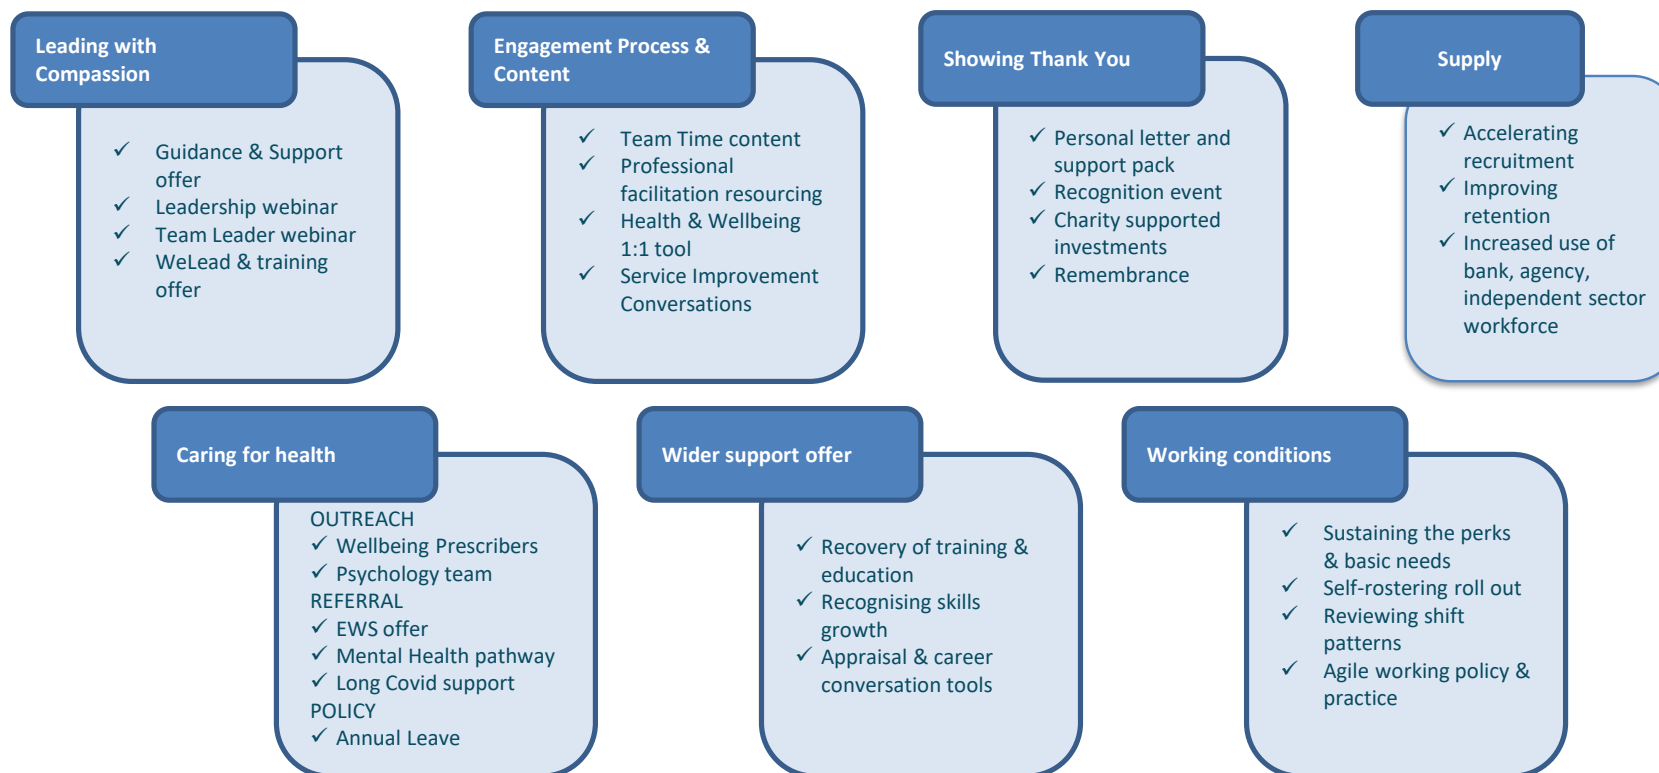 Leading with
Compassion
✓ Guidance & Support
offer
✓ Leadership webinar
✓ Team Leader webinar
✓ WeLead & training
offer
Engagement Process &
Content
✓ Team Time content
✓ Professional
facilitation resourcing
✓ Health & Wellbeing
1:1 tool
✓ Service Improvement
Conversations
Showing Thank You
✓ Personal letter and
support pack
✓ Recognition event
✓ Charity supported
investments
✓ Remembrance
Supply
✓ Accelerating
recruitment
✓ Improving
retention
✓ Increased use of
bank, agency,
independent sector
workforce
Caring for health
OUTREACH
✓ Wellbeing Prescribers
✓ Psychology team
REFERRAL
✓ EWS offer
✓ Mental Health pathway
✓ Long Covid support
POLICY
✓ Annual Leave
Wider support offer
✓ Recovery of training &
education
✓ Recognising skills
growth
✓ Appraisal & career
conversation tools
Working conditions
✓ Sustaining the perks
& basic needs
✓ Self-rostering roll out
✓ Reviewing shift
patterns
✓ Agile working policy &
practice